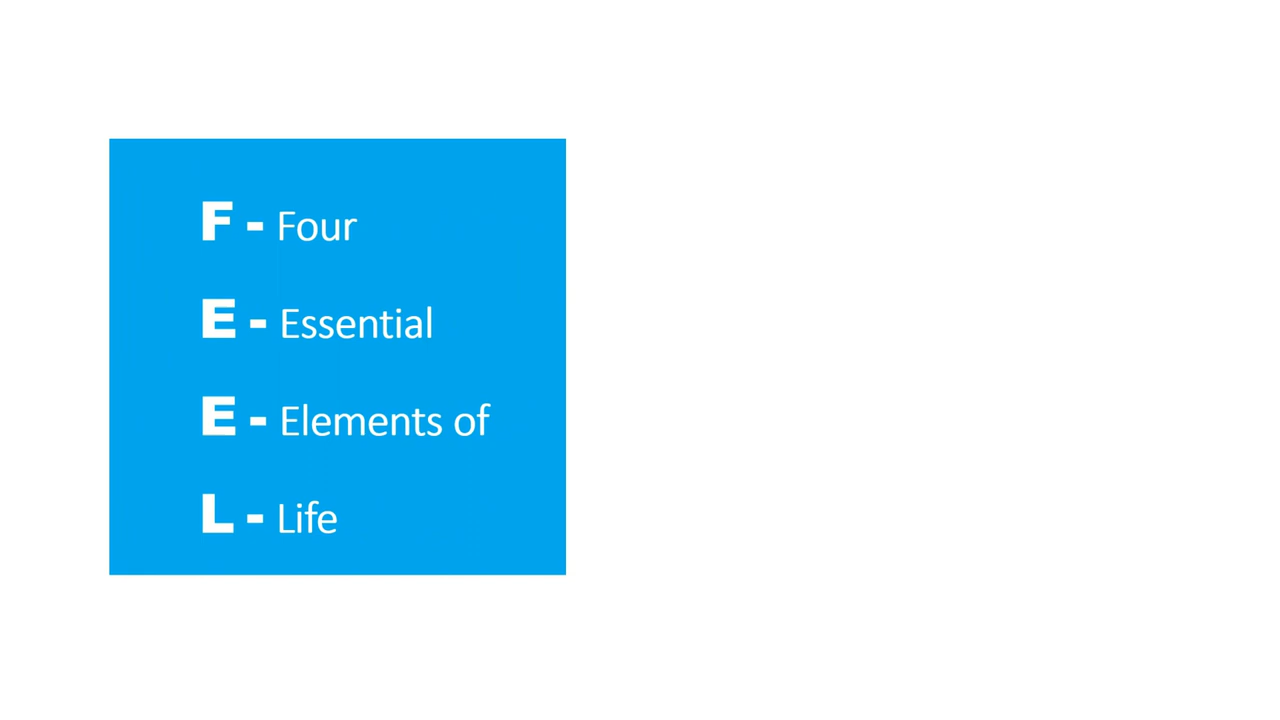 F - Four
E - Essential
E - Elements of
L - Life